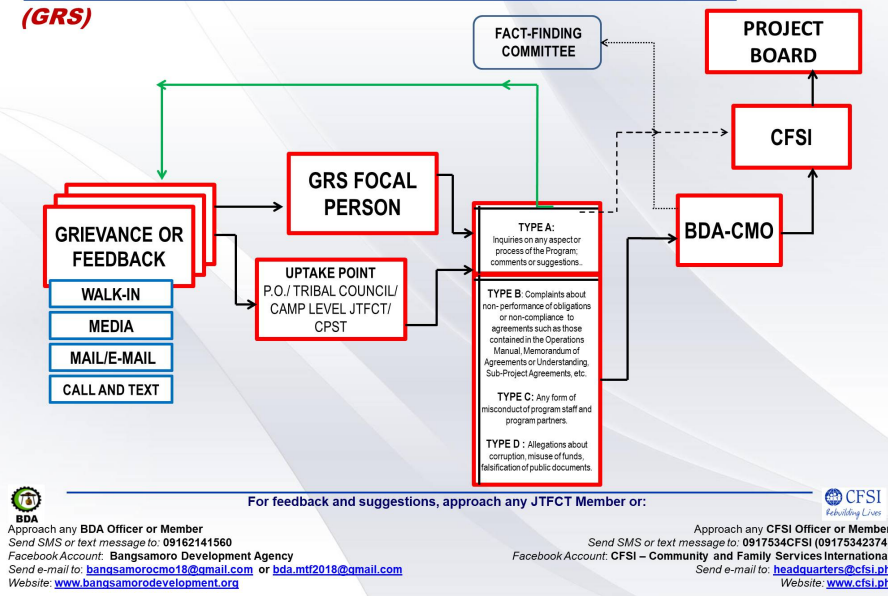 (GRS)
FACT-FINDING
COMMITTEE
PROJECT
BOARD
CFSI
GRS FOCAL
PERSON
GRIEVANCE OR
FEEDBACK
WALK-IN
MEDIA
MAIL/E-MAIL
CALL AND TEXT
UPTAKE POINT
P.O./ TRIBAL COUNCIL/
CAMP LEVEL JTFCT/
CPST
TYPE A:
Inquiries on any aspect or
process of the Program;
comments or suggestions..
BDA-CMO
TYPE B: Complaints about
non- performance of obligations
or non-compliance to
agreements such as those
contained in the Operations
Manual, Memorandum of
Agreements or Understanding,
Sub-Project Agreements, etc.
TYPE C: Any form of
misconduct of program staff and
program partners.
TYPE D : Allegations about
corruption, misuse of funds,
falsification of public documents.
For feedback and suggestions, approach any JTFCT Member or:
BDA
Approach any BDA Officer or Member
Send SMS or text message to: 09162141560
Facebook Account: Bangsamoro Development Agency
Send e-mail to: bangsamorocmo18@gmail.com or bda.mtf2018@gmail.com
Website: www.bangsamorodevelopment.org
CFSI
Rebuilding Lives
Approach any CFSI Officer or Member
Send SMS or text message to: 0917534CFSI (09175342374
Facebook Account: CFSI – Community and Family Services Internationa
Send e-mail to: headquarters@cfsi.ph
Website: www.cfsi.ph